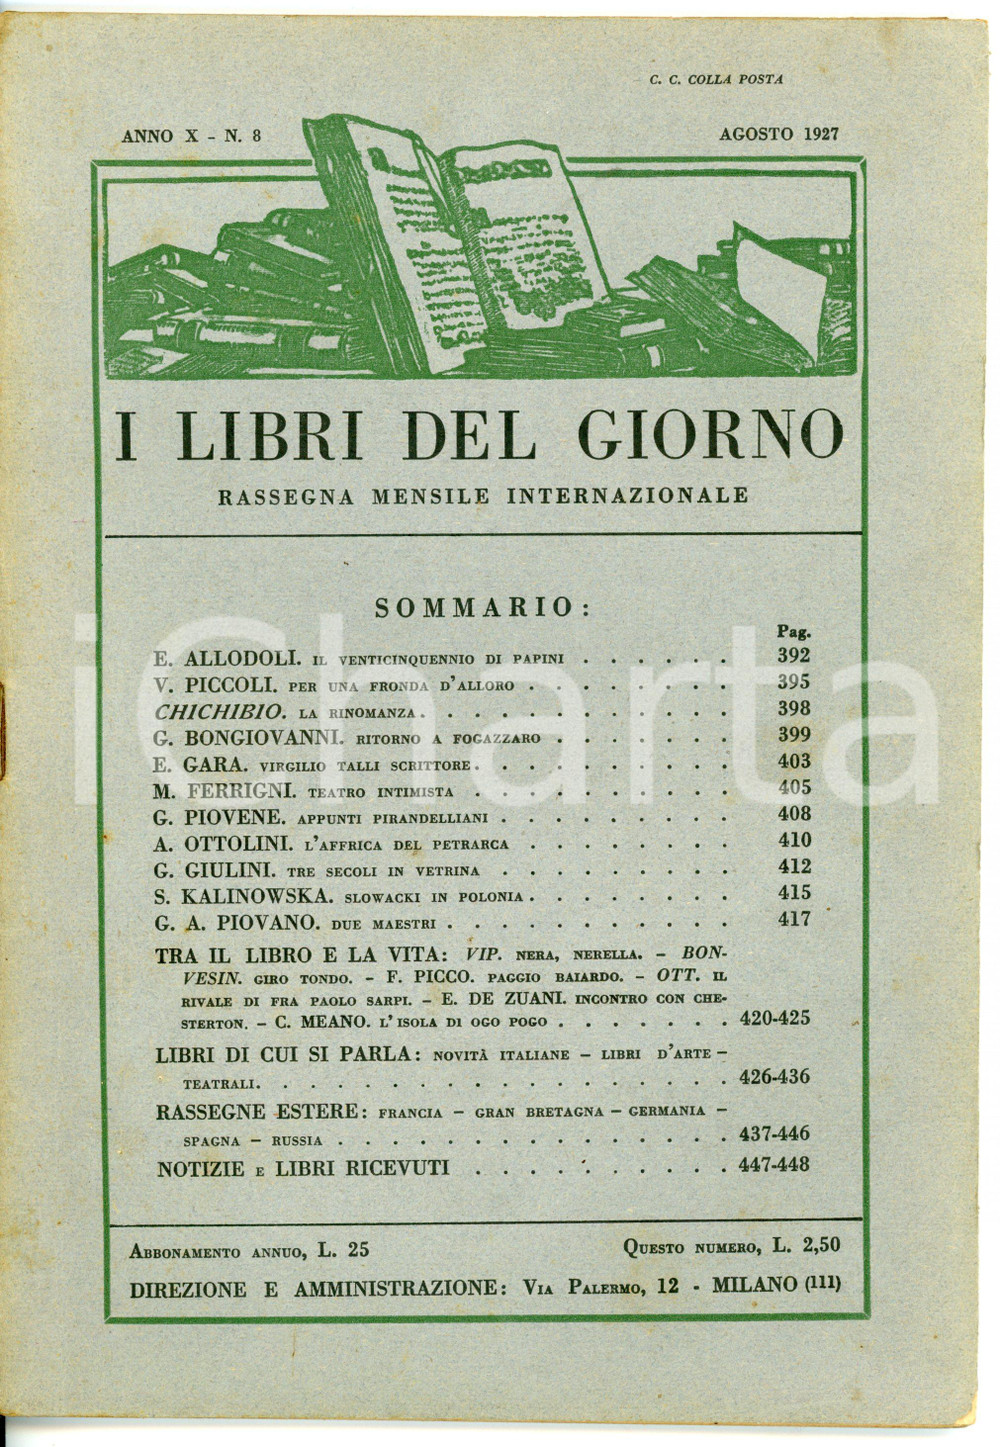 C. C. COLLA POSTA
ANNO X - N. 8
AGOSTO 1927
I LIBRI DEL GIORNO
RASSEGNA MENSILE INTERNAZIONALE
SOMMARIO:
Pag.
E. ALLODOLI. IL VENTICINQUENNIO DI PAPINI . . . . . . 392
V. PICCOLI. PER UNA FRONDA D'ALLORO . . . . . . . . 395
CHICHIBIO. LA RINOMANZA . . . . . . . . . . . . 398
G. BONGIOVANNI. RITORNO A FOGAZZARO . . . . . . . 399
E. GARA. VIRGILIO TALLI SCRITTORE . . . . . . . . . . 403
M. FERRIGNI. TEATRO INTIMISTA . . . . . . . . . . 405
G. PIOVENE. APPUNTI PIRANDELLIANI . . . . . . . . . 408
A. OTTOLINI. L'AFFRICA DEL PETRARCA . . . . . . . . 410
G. GIULINI. TRE SECOLI IN VETRINA . . . . . . . . . 412
S. KALINOWSKA. SLOWACKI IN POLONIA . . . . . . . . 415
G. A. PIOVANO. DUE MAESTRI . . . . . . . . . . . 417
TRA IL LIBRO E LA VITA: VIP. NERA, NERELLA. – BON-
VESIN. GIRO TONDO. – F. PICCO. PAGGIO BAIARDO. – OTT. IL
RIVALE DI FRA PAOLO SARPI. – E. DE ZUANI. INCONTRO CON CHE-
STERTON. – C. MEANO. L'ISOLA DI OGO POGO . . . . . . . 420-425
LIBRI DI CUI SI PARLA: NOVITÀ ITALIANE – LIBRI D'ARTE –
TEATRALI . . . . . . . . . . . . . . . . . . 426-436
RASSEGNE ESTERE: FRANCIA – GRAN BRETAGNA – GERMANIA –
SPAGNA – RUSSIA . . . . . . . . . . . . . . . 437-446
NOTIZIE E LIBRI RICEVUTI . . . . . . . . . . 447-448
ABBONAMENTO ANNUO, L. 25
QUESTO NUMERO, L. 2,50
DIREZIONE E AMMINISTRAZIONE: VIA PALERMO, 12 - MILANO (111)
iCharta